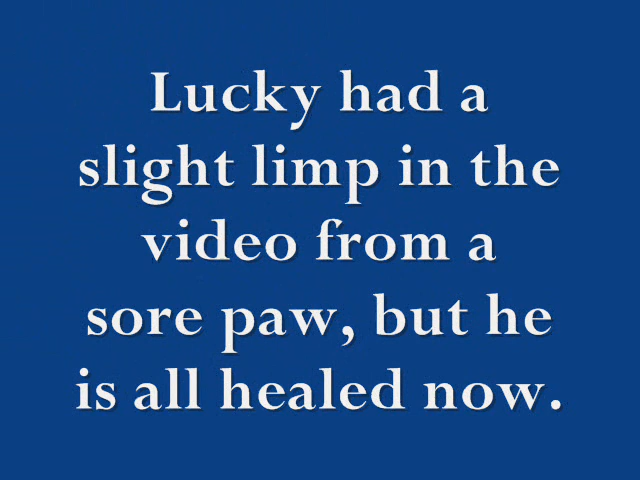 Lucky had a
slight limp in the
video from a
sore paw, but he
is all healed now.